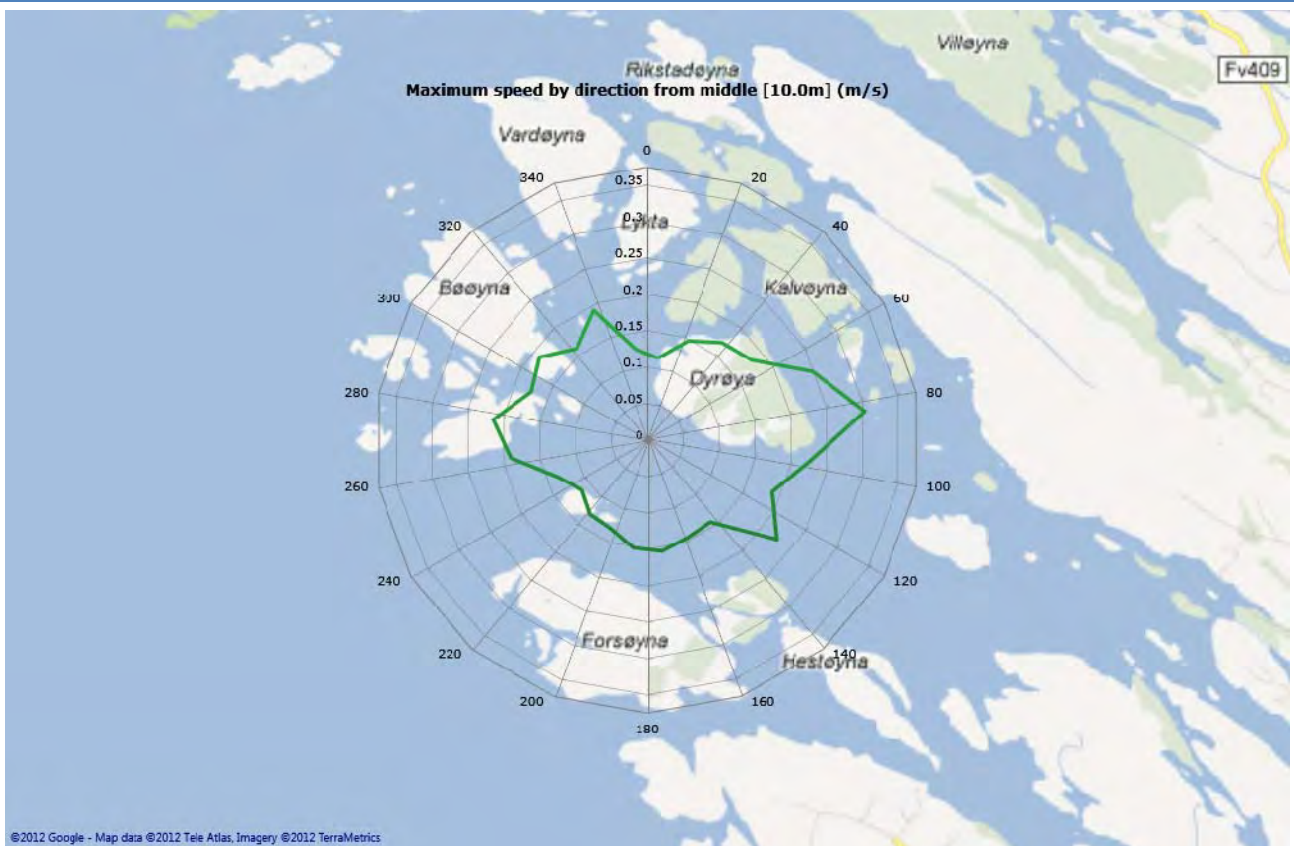 Villøyna
Rikstadøyna
Fv409
Maximum speed by direction from middle [10.0m] (m/s)
Vardøyna
0
340
20
0.35
320
0.3
Lykta
40
0.25
Bøøyna
Kalvøyna
300
0.2
60
0.15
0.1
Dyrøya
280
0.05
80
0
260
100
240
120
Forsøyna
220
140
Hestøyna
200
160
180
©2012 Google - Map data ©2012 Tele Atlas, Imagery ©2012 TerraMetrics